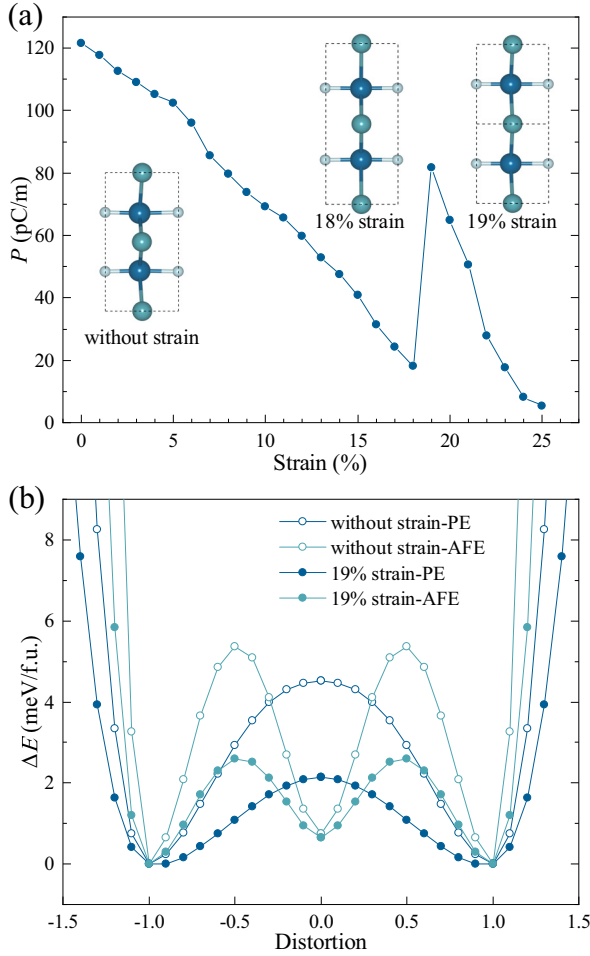 (a)
120
100
80
60
40
20
0
P (pC/m)
without strain
18% strain
19% strain
0 5 10 15 20 25
Strain (%)
(b)
without strain-PE
without strain-AFE
19% strain-PE
19% strain-AFE
8
6
4
2
0
ΔE (meV/f.u.)
-1.5 -1.0 -0.5 0.0 0.5 1.0 1.5
Distortion